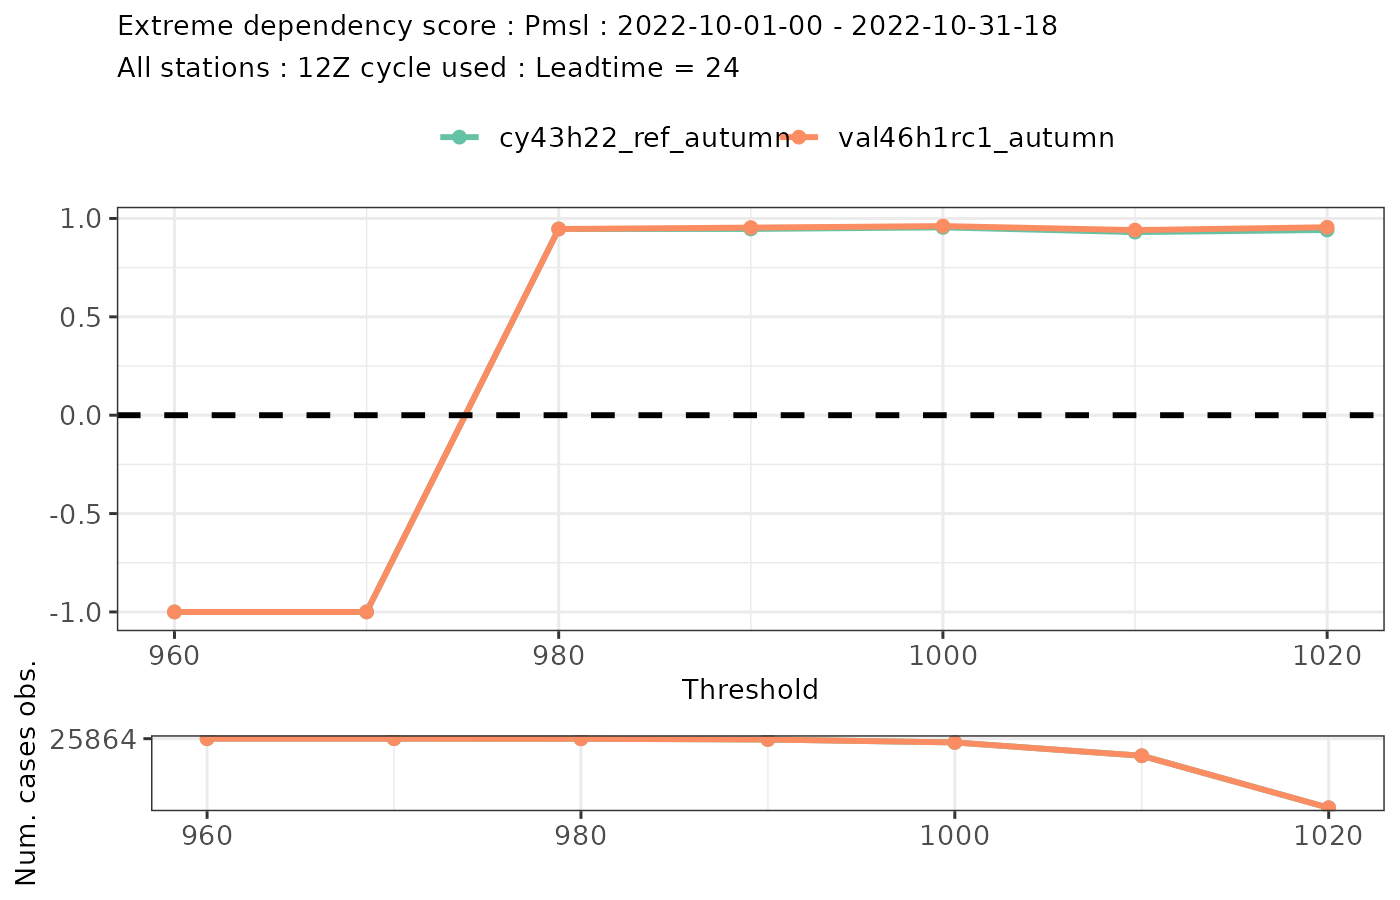 Extreme dependency score : Pmsl : 2022-10-01-00 - 2022-10-31-18
All stations : 12Z cycle used : Leadtime = 24
cy43h22_ref_autumn val46h1rc1_autumn
1.0
0.5
0.0
-0.5
-1.0
960 980 1000 1020
Threshold
Num. cases obs.
25864
960 980 1000 1020